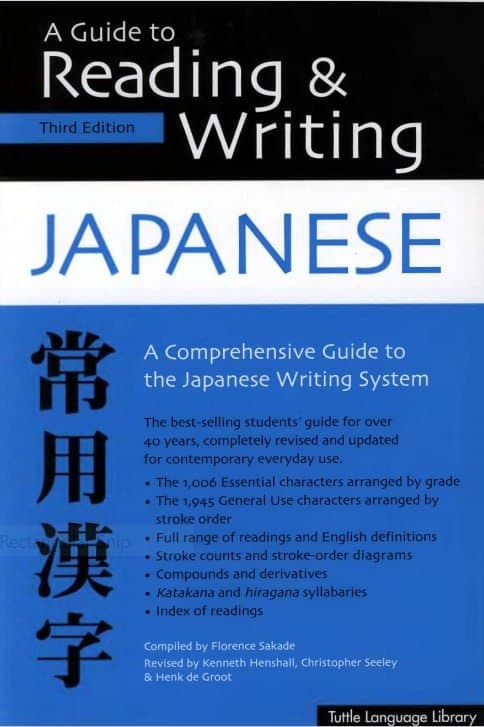 A Guide to
Reading &
Third Edition
Writing
JAPANESE
常用漢字
A Comprehensive Guide to
the Japanese Writing System
The best-selling students' guide for over
40 years, completely revised and updated
for contemporary everyday use.
• The 1,006 Essential characters arranged by grade
• The 1,945 General Use characters arranged by
stroke order
• Full range of readings and English definitions
• Stroke counts and stroke-order diagrams
• Compounds and derivatives
• Katakana and hiragana syllabaries
• Index of readings
Compiled by Florence Sakade
Revised by Kenneth Henshall, Christopher Seeley
& Henk de Groot
Tuttle Language Library